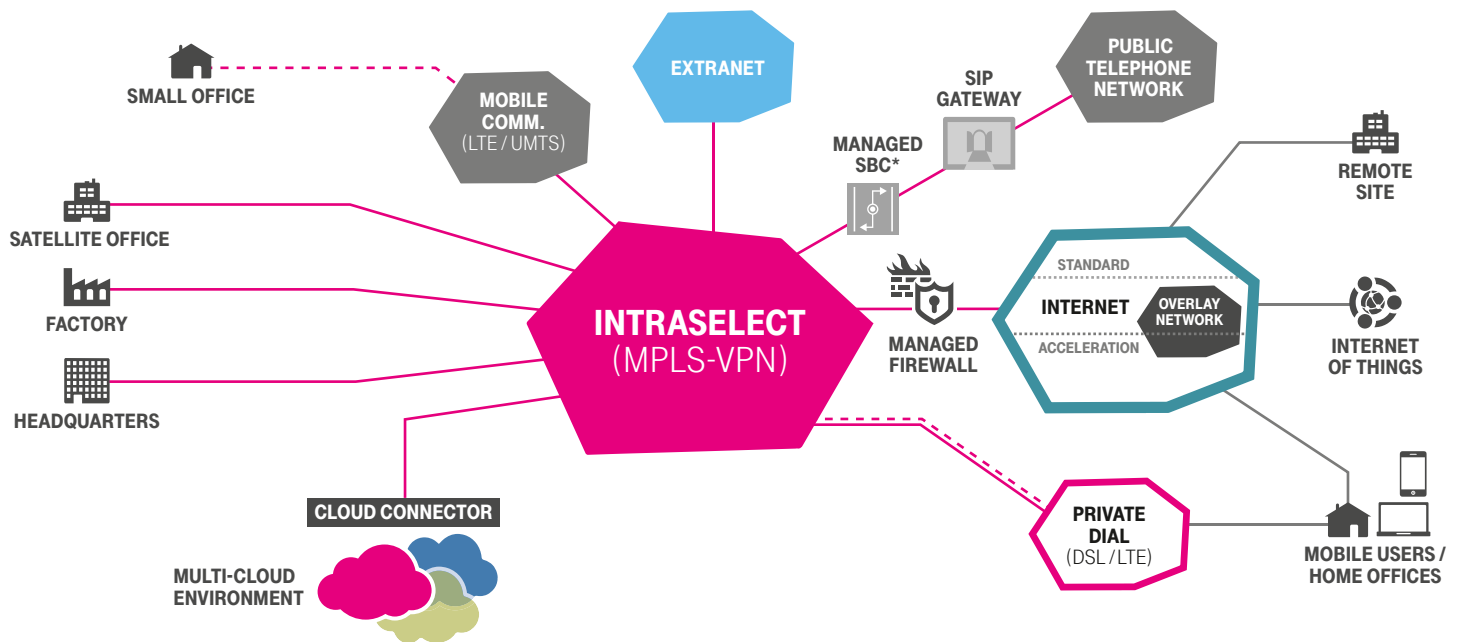 SMALL OFFICE
MOBILE
COMM.
(LTE / UMTS)
EXTRANET
PUBLIC
TELEPHONE
NETWORK
SIP
GATEWAY
MANAGED
SBC*
REMOTE
SITE
SATELLITE OFFICE
FACTORY
HEADQUARTERS
INTRASELECT
(MPLS-VPN)
MANAGED
FIREWALL
STANDARD
INTERNET
OVERLAY
NETWORK
ACCELERATION
INTERNET
OF THINGS
CLOUD CONNECTOR
MULTI-CLOUD
ENVIRONMENT
PRIVATE
DIAL
(DSL / LTE)
MOBILE USERS /
HOME OFFICES